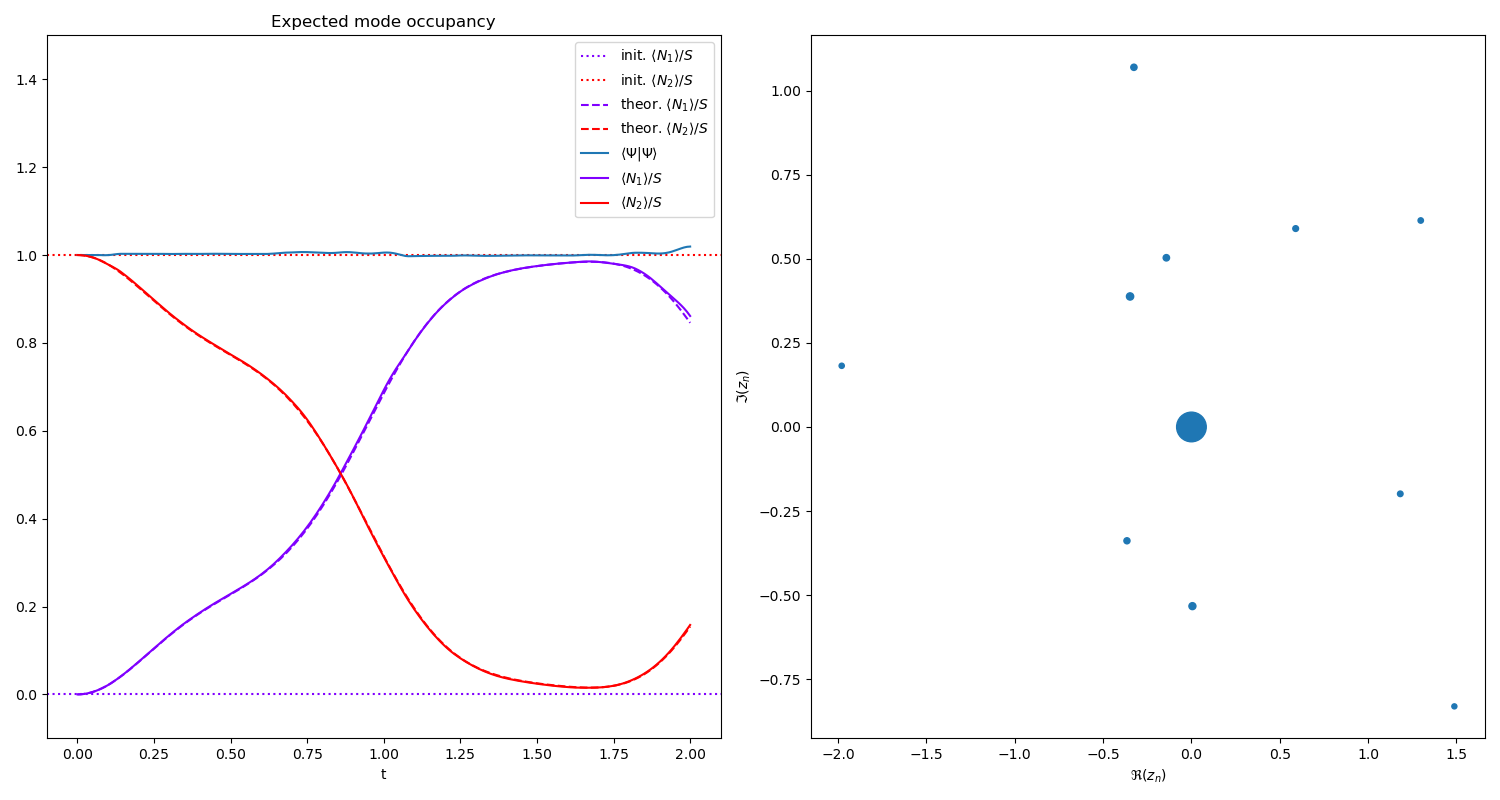 Expected mode occupancy
1.4
1.2
1.0
0.8
0.6
0.4
0.2
0.0
init. ⟨N₁⟩/S
init. ⟨N₂⟩/S
theor. ⟨N₁⟩/S
theor. ⟨N₂⟩/S
⟨Ψ|Ψ⟩
⟨N₁⟩/S
⟨N₂⟩/S
0.00 0.25 0.50 0.75 1.00 1.25 1.50 1.75 2.00
t
ℑ(zₙ)
1.00
0.75
0.50
0.25
0.00
−0.25
−0.50
−0.75
−2.0 −1.5 −1.0 −0.5 0.0 0.5 1.0 1.5
ℜ(zₙ)